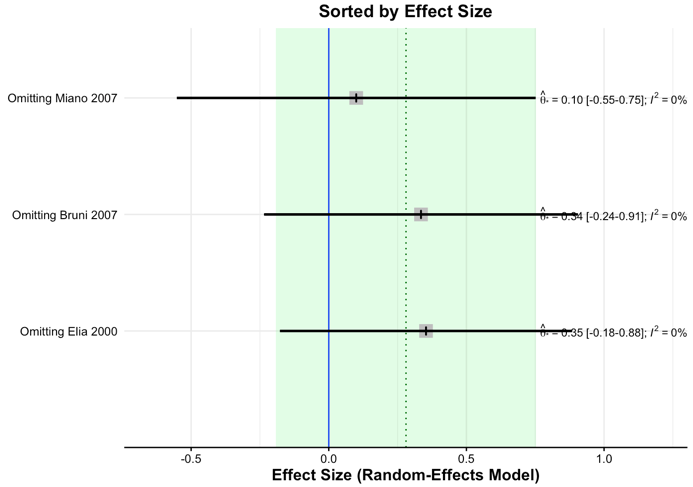 Sorted by Effect Size
Omitting Miano 2007
θ̂* = 0.10 [-0.55-0.75]; I² = 0%
Omitting Bruni 2007
θ̂* = 0.34 [-0.24-0.91]; I² = 0%
Omitting Elia 2000
θ̂* = 0.35 [-0.18-0.88]; I² = 0%
-0.5 0.0 0.5 1.0
Effect Size (Random-Effects Model)